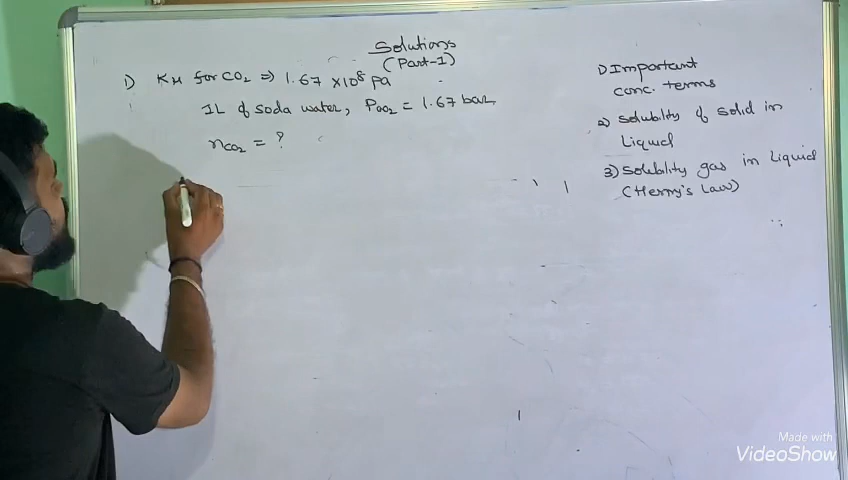 Solutions
(Part-1)
1) KH for CO2 ⇒ 1.67 × 10^8 Pa
1L of soda water, PCO2 = 1.67 bar
nCO2 = ?
1) Important
conc. terms
2) solubility of solid in
Liquid
3) solubility gas in Liquid
(Henry's Law)
Made with
VideoShow